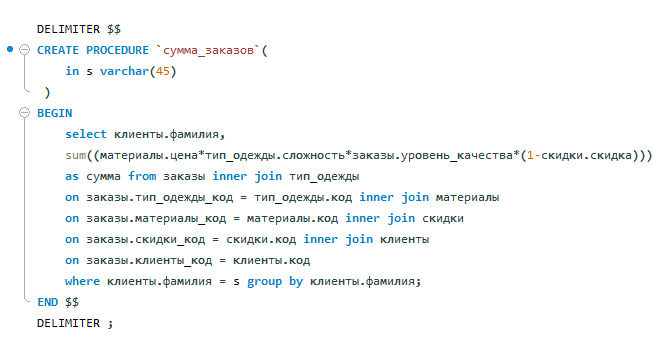 DELIMITER $$
CREATE PROCEDURE `сумма_заказов`(
in s varchar(45)
)
BEGIN
select клиенты.фамилия,
sum((материалы.цена*тип_одежды.сложность*заказы.уровень_качества*(1-скидки.скидка)))
as сумма from заказы inner join тип_одежды
on заказы.тип_одежды_код = тип_одежды.код inner join материалы
on заказы.материалы_код = материалы.код inner join скидки
on заказы.скидки_код = скидки.код inner join клиенты
on заказы.клиенты_код = клиенты.код
where клиенты.фамилия = s group by клиенты.фамилия;
END $$
DELIMITER ;